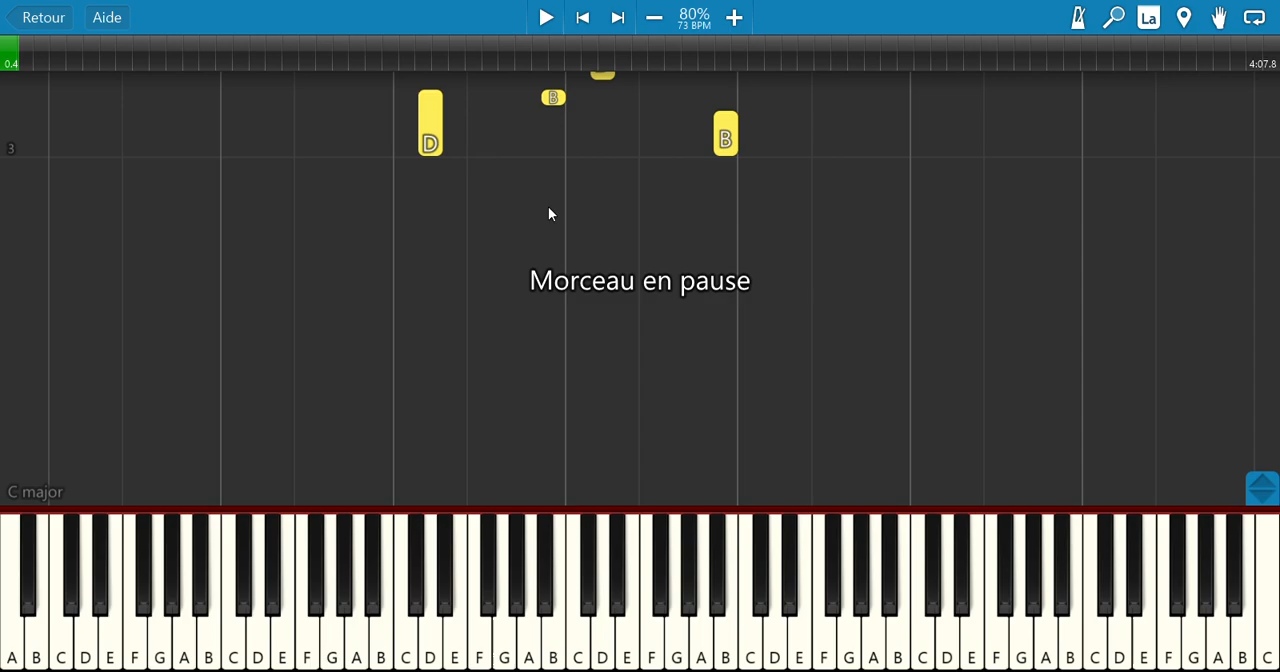 Retour Aide 80% La
73 BPM
0.4 4:07.8
B
D B
3
Morceau en pause
C major
A B C D E F G A B C D E F G A B C D E F G A B C D E F G A B C D E F G A B C D E F G A B C D E F G A B C